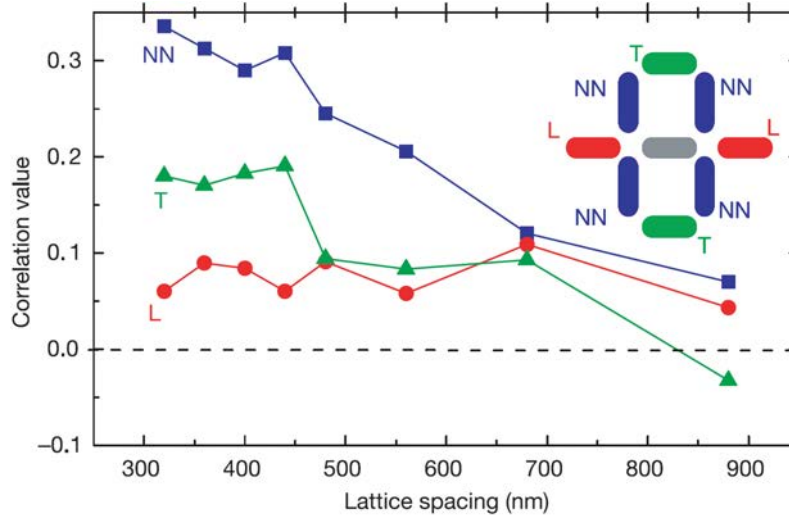 0.3
0.2
0.1
0.0
−0.1
Correlation value
300 400 500 600 700 800 900
Lattice spacing (nm)
NN
T
L
T
NN NN
L L
NN NN
T